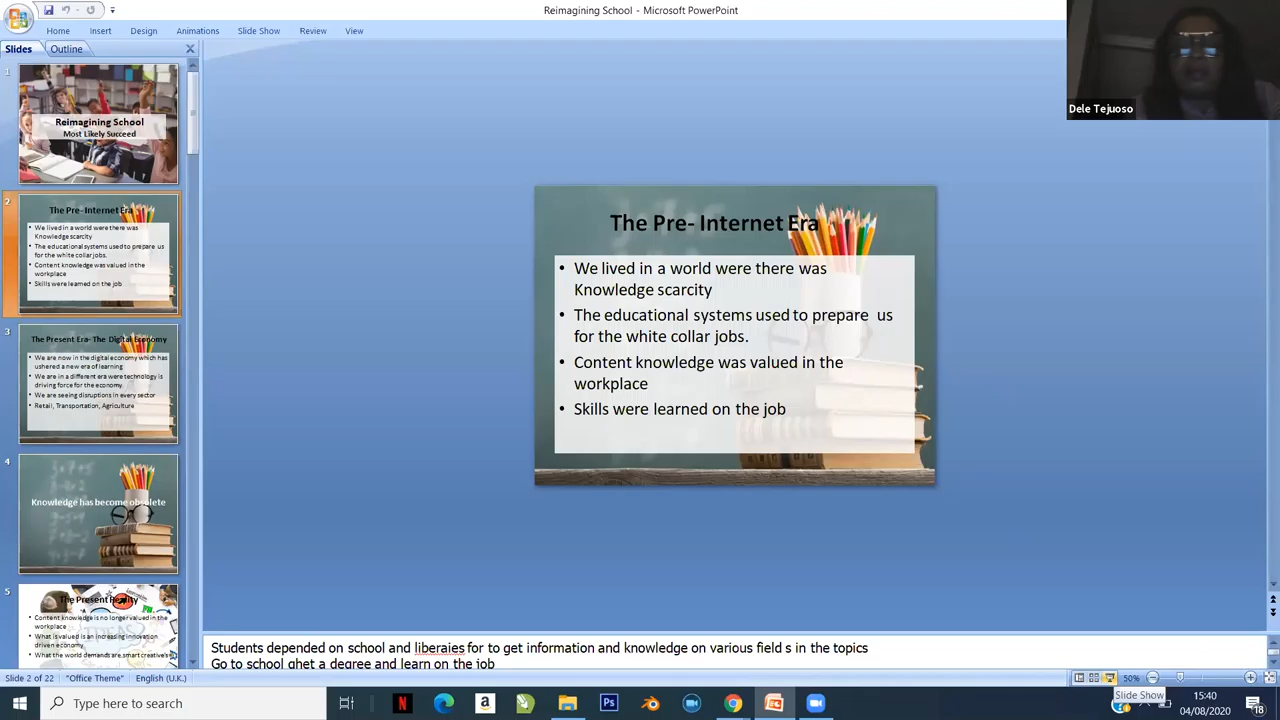 Reimagining School - Microsoft PowerPoint
Home Insert Design Animations Slide Show Review View
Dele Tejuoso
Slides Outline
1
Reimagining School
Most Likely Succeed
2
The Pre- Internet Era
We lived in a world were there was
Knowledge scarcity
The educational systems used to prepare us
for the white collar jobs.
Content knowledge was valued in the
workplace
Skills were learned on the job
3
The Present Era- The Digital Economy
We are now in the digital economy which has
ushered a new era of learning
We are in a different era were technology is
driving force for the economy.
We are seeing disruptions in every sector
Retail, Transportation, Agriculture
4
Knowledge has become obsolete
5
The Present Reality
Content knowledge is no longer valued in the
workplace
What is valued is an increasing innovation
driven economy
What the world demands are smart creative's
The Pre- Internet Era
• We lived in a world were there was
Knowledge scarcity
• The educational systems used to prepare us
for the white collar jobs.
• Content knowledge was valued in the
workplace
• Skills were learned on the job
Students depended on school and liberaies for to get information and knowledge on various field s in the topics
Go to school ghet a degree and learn on the job
Slide 2 of 22 "Office Theme" English (U.K.) 50%
Slide Show
Type here to search
Ps
15:40
04/08/2020
18